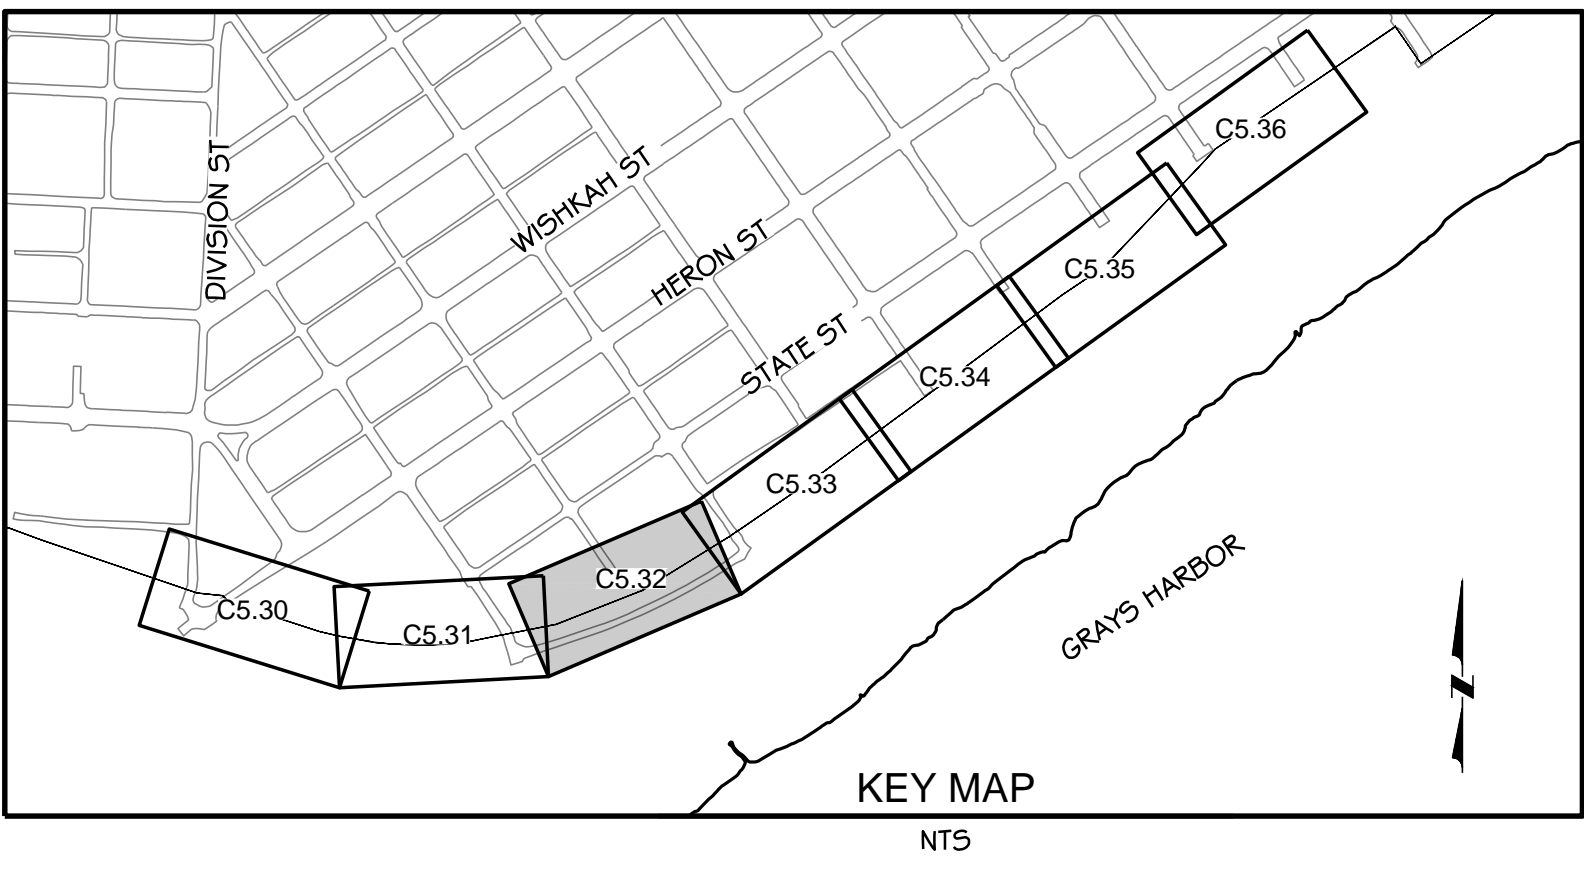 C5.36
DIVISION ST
WISHKAH ST
HERON ST
C5.35
STATE ST
C5.34
C5.33
C5.32
C5.30
C5.31
GRAYS HARBOR
N
KEY MAP
NTS